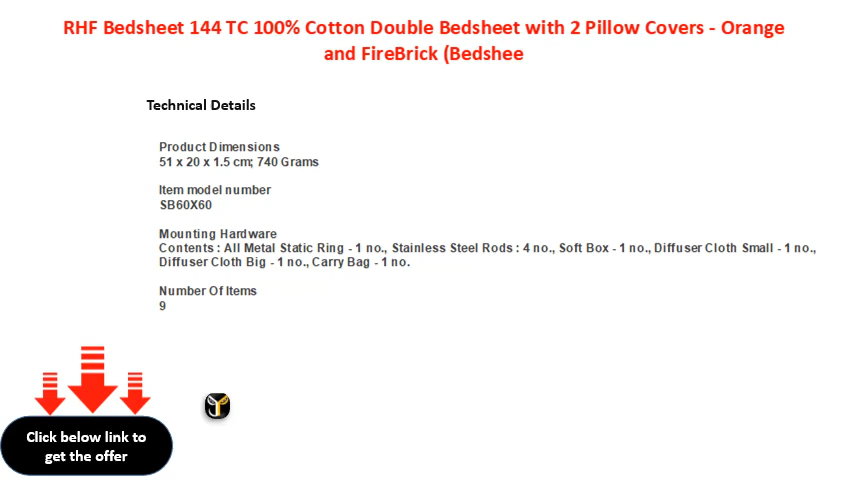 RHF Bedsheet 144 TC 100% Cotton Double Bedsheet with 2 Pillow Covers - Orange
and FireBrick (Bedshee
Technical Details
Product Dimensions
51 x 20 x 1.5 cm; 740 Grams
Item model number
SB60X60
Mounting Hardware
Contents : All Metal Static Ring - 1 no., Stainless Steel Rods : 4 no., Soft Box - 1 no., Diffuser Cloth Small - 1 no.,
Diffuser Cloth Big - 1 no., Carry Bag - 1 no.
Number Of Items
9
Click below link to
get the offer